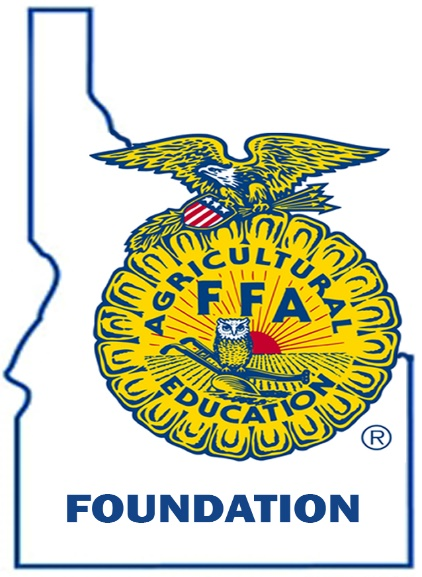 AGRICULTURAL
FFA
EDUCATION
®
FOUNDATION